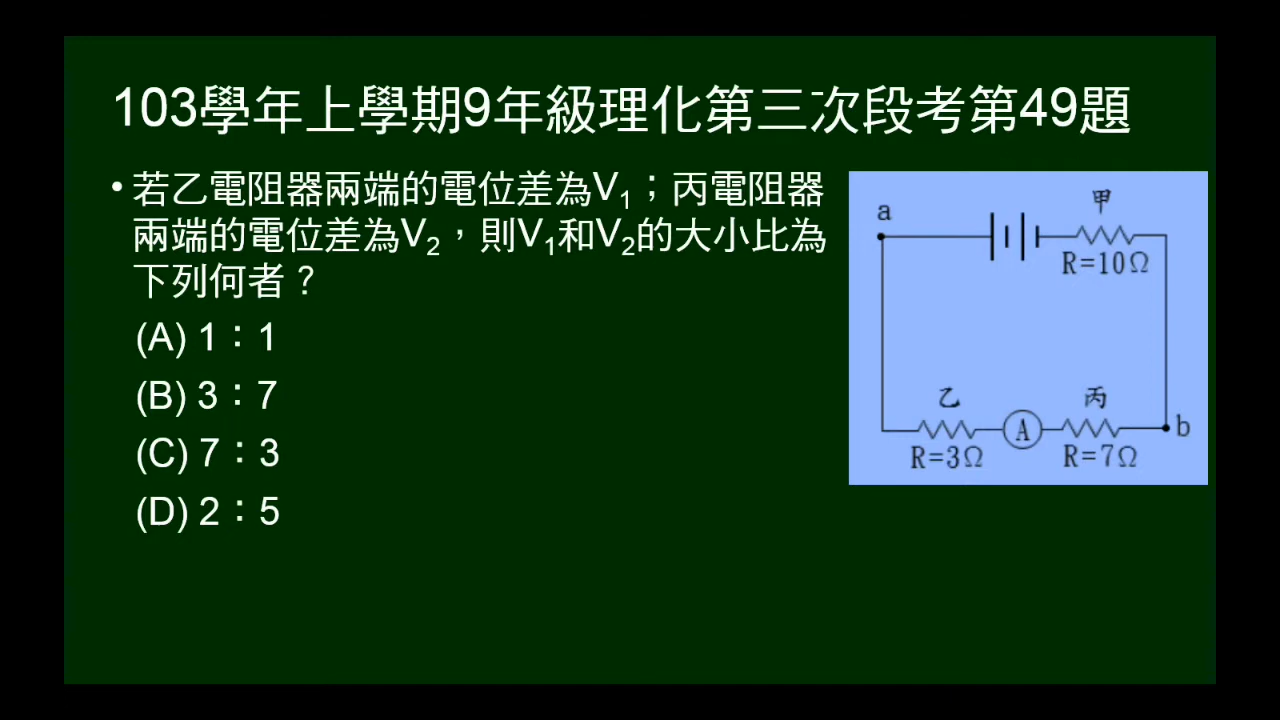 103學年上學期9年級理化第三次段考第49題
• 若乙電阻器兩端的電位差為V₁；丙電阻器
兩端的電位差為V₂，則V₁和V₂的大小比為
下列何者？
(A) 1：1
(B) 3：7
(C) 7：3
(D) 2：5
a
甲
R=10Ω
乙
丙
A
b
R=3Ω
R=7Ω